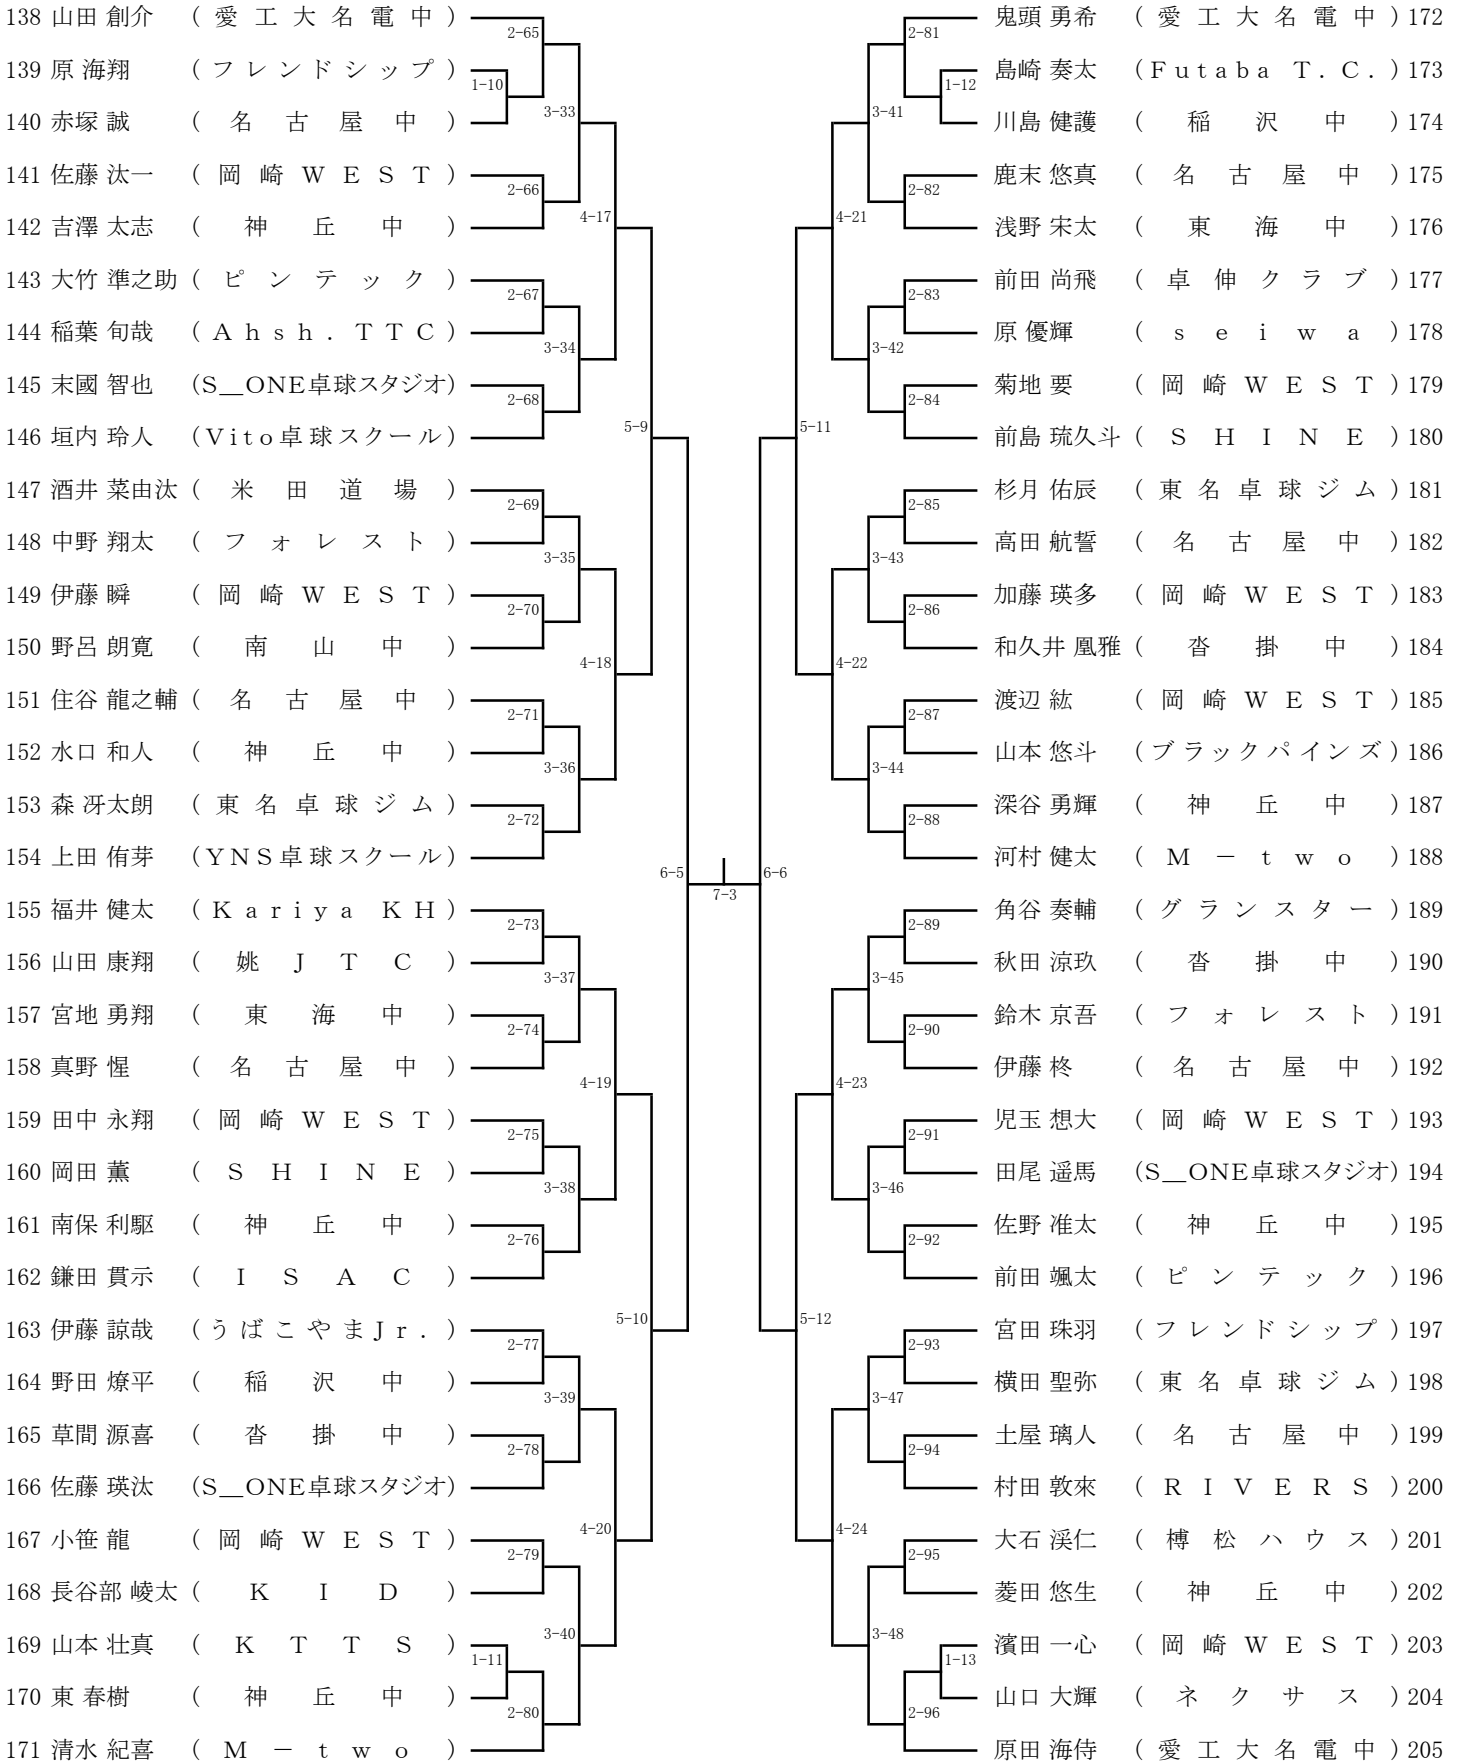 138 山田 創介 (愛工大名電中)
139 原 海翔 (フレンドシップ)
140 赤塚 誠 (名古屋中)
141 佐藤 汰一 (岡崎WEST)
142 吉澤 太志 (神丘中)
143 大竹 準之助 (ピンテック)
144 稲葉 旬哉 (Ahsh.TTC)
145 末國 智也 (S_ONE卓球スタジオ)
146 垣内 玲人 (Vito卓球スクール)
147 酒井 菜由汰 (米田道場)
148 中野 翔太 (フォレスト)
149 伊藤 瞬 (岡崎WEST)
150 野呂 朗寛 (南山中)
151 住谷 龍之輔 (名古屋中)
152 水口 和人 (神丘中)
153 森 冴太朗 (東名卓球ジム)
154 上田 侑芽 (YNS卓球スクール)
155 福井 健太 (Kariya KH)
156 山田 康翔 (姚JTC)
157 宮地 勇翔 (東海中)
158 真野 惺 (名古屋中)
159 田中 永翔 (岡崎WEST)
160 岡田 薫 (SHINE)
161 南保 利駆 (神丘中)
162 鎌田 貫示 (ISAC)
163 伊藤 諒哉 (うばこやまJr.)
164 野田 燎平 (稲沢中)
165 草間 源喜 (沓掛中)
166 佐藤 瑛汰 (S_ONE卓球スタジオ)
167 小笹 龍 (岡崎WEST)
168 長谷部 崚太 (KID)
169 山本 壮真 (KTTS)
170 東 春樹 (神丘中)
171 清水 紀喜 (M-two)
2-65
1-10
3-33
2-66
4-17
2-67
3-34
2-68
5-9
2-69
3-35
2-70
4-18
2-71
3-36
2-72
6-5
2-73
3-37
2-74
4-19
2-75
3-38
2-76
5-10
2-77
3-39
2-78
4-20
2-79
3-40
1-11
2-80
7-3
6-6
2-81
1-12
3-41
2-82
4-21
2-83
3-42
2-84
5-11
2-85
3-43
2-86
4-22
2-87
3-44
2-88
2-89
3-45
2-90
4-23
2-91
3-46
2-92
5-12
2-93
3-47
2-94
4-24
2-95
3-48
1-13
2-96
鬼頭 勇希 (愛工大名電中) 172
島崎 奏太 (Futaba T.C.) 173
川島 健護 (稲沢中) 174
鹿末 悠真 (名古屋中) 175
浅野 宋太 (東海中) 176
前田 尚飛 (卓伸クラブ) 177
原 優輝 (seiwa) 178
菊地 要 (岡崎WEST) 179
前島 琉久斗 (SHINE) 180
杉月 佑辰 (東名卓球ジム) 181
高田 航誓 (名古屋中) 182
加藤 瑛多 (岡崎WEST) 183
和久井 凰雅 (沓掛中) 184
渡辺 紘 (岡崎WEST) 185
山本 悠斗 (ブラックパインズ) 186
深谷 勇輝 (神丘中) 187
河村 健太 (M-two) 188
角谷 奏輔 (グランスター) 189
秋田 涼玖 (沓掛中) 190
鈴木 京吾 (フォレスト) 191
伊藤 柊 (名古屋中) 192
児玉 想大 (岡崎WEST) 193
田尾 遥馬 (S_ONE卓球スタジオ) 194
佐野 准太 (神丘中) 195
前田 颯太 (ピンテック) 196
宮田 珠羽 (フレンドシップ) 197
横田 聖弥 (東名卓球ジム) 198
土屋 璃人 (名古屋中) 199
村田 敦來 (RIVERS) 200
大石 渓仁 (榑松ハウス) 201
菱田 悠生 (神丘中) 202
濱田 一心 (岡崎WEST) 203
山口 大輝 (ネクサス) 204
原田 海侍 (愛工大名電中) 205